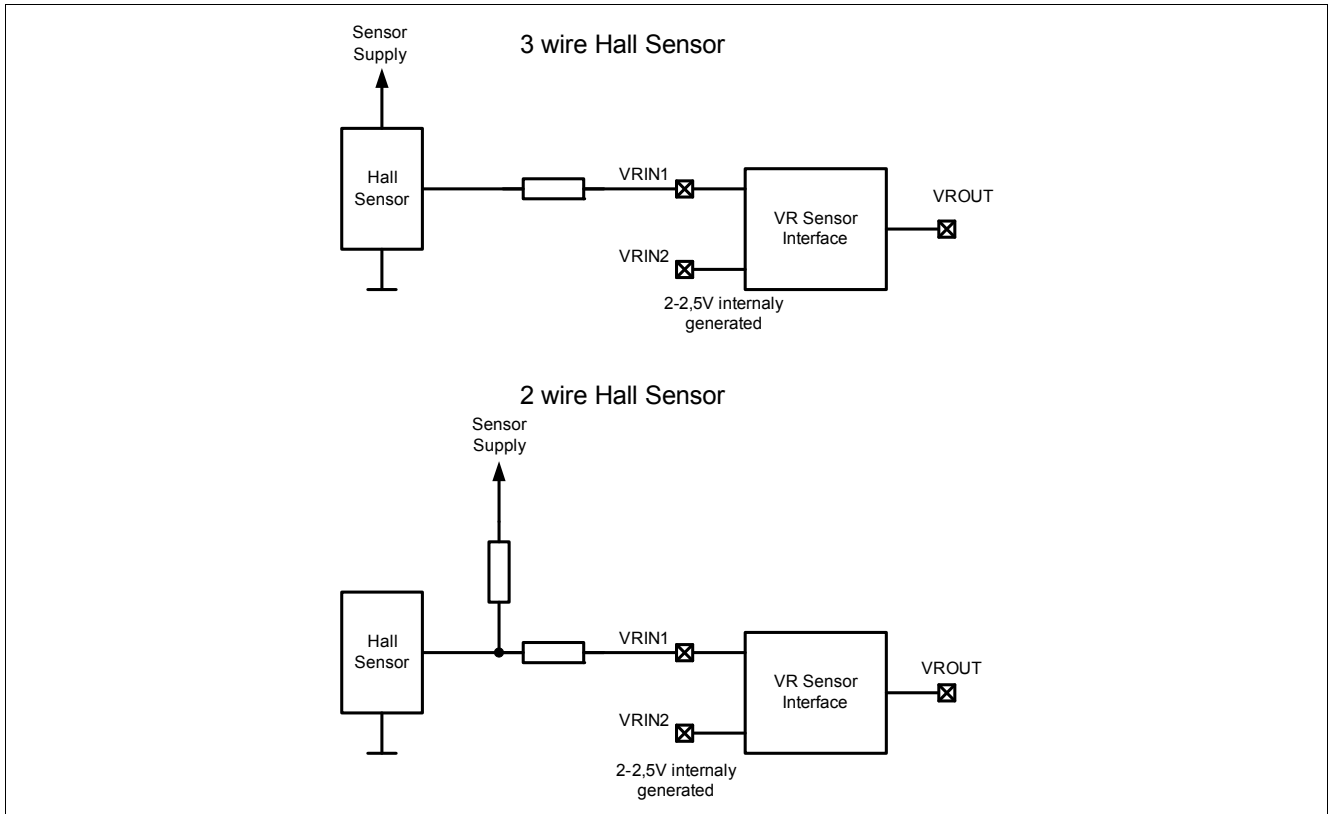 Sensor
Supply
3 wire Hall Sensor
Hall
Sensor
VRIN1
VR Sensor
Interface
VROUT
VRIN2
2-2,5V internaly
generated
2 wire Hall Sensor
Sensor
Supply
Hall
Sensor
VRIN1
VR Sensor
Interface
VROUT
VRIN2
2-2,5V internaly
generated